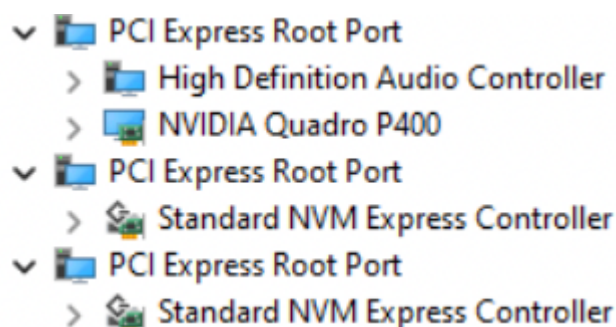 PCI Express Root Port
High Definition Audio Controller
NVIDIA Quadro P400
PCI Express Root Port
Standard NVM Express Controller
PCI Express Root Port
Standard NVM Express Controller